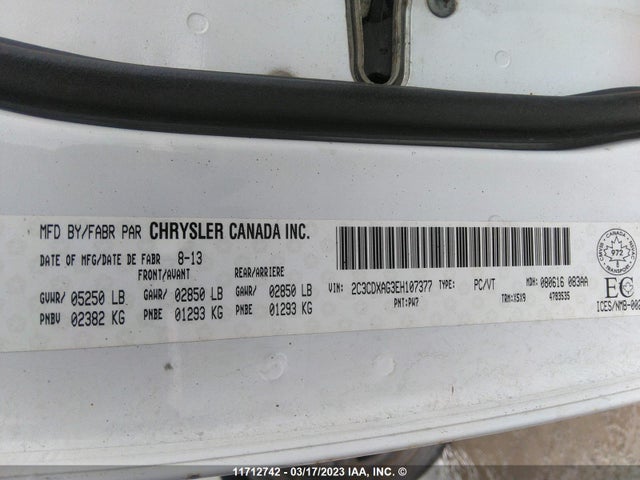 MFD BY/FABR PAR CHRYSLER CANADA INC.
DATE OF MFG/DATE DE FABR 8-13
FRONT/AVANT REAR/ARRIERE
GVWR/ 05250 LB GAWR/ 02850 LB GAWR/ 02850 LB
PNBV 02382 KG PNBE 01293 KG PNBE 01293 KG
VIN: 2C3CDXAG3EH107377 TYPE: PC/VT MDH: 080616 083AA
PNT: PW7 TRM: X5X9 4703535
CANADA
972
EC
ICES/NMB-002
11712742 - 03/17/2023 IAA, INC. ©